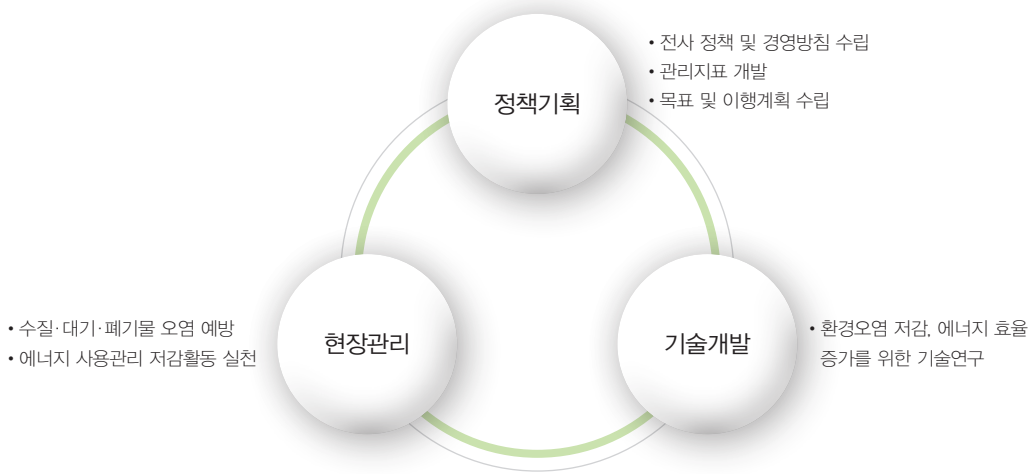 정책기획
• 전사 정책 및 경영방침 수립
• 관리지표 개발
• 목표 및 이행계획 수립
• 수질·대기·폐기물 오염 예방
• 에너지 사용관리 저감활동 실천
현장관리
기술개발
• 환경오염 저감, 에너지 효율
증가를 위한 기술연구